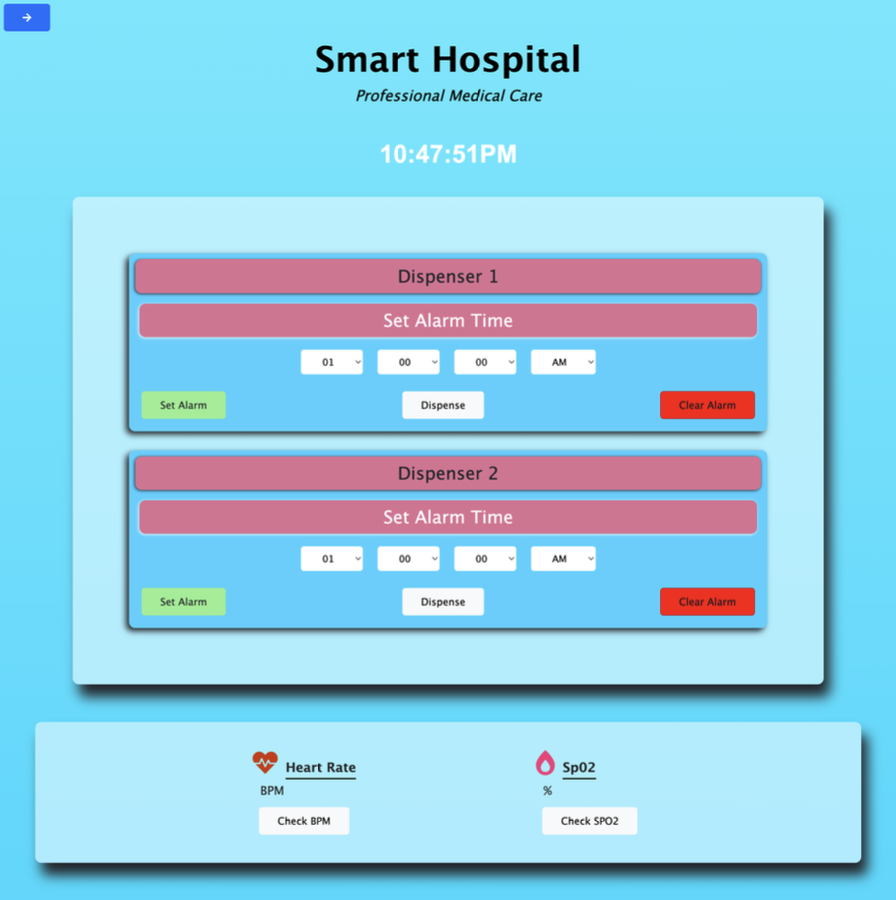 →
Smart Hospital
Professional Medical Care
10:47:51PM
Dispenser 1
Set Alarm Time
01 00 00 AM
Set Alarm Dispense Clear Alarm
Dispenser 2
Set Alarm Time
01 00 00 AM
Set Alarm Dispense Clear Alarm
Heart Rate Sp02
BPM %
Check BPM Check SPO2